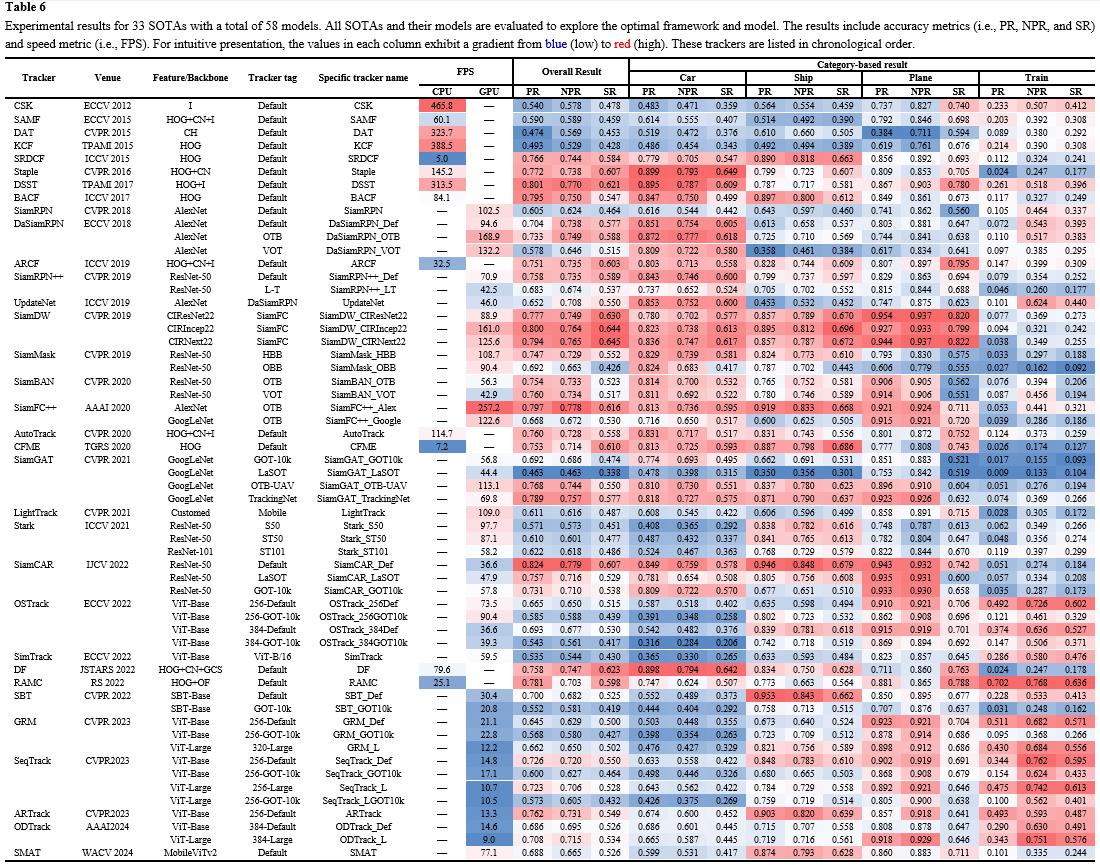 Table 6
Experimental results for 33 SOTAs with a total of 58 models. All SOTAs and their models are evaluated to explore the optimal framework and model. The results include accuracy metrics (i.e., PR, NPR, and SR)
and speed metric (i.e., FPS). For intuitive presentation, the values in each column exhibit a gradient from blue (low) to red (high). These trackers are listed in chronological order.
Tracker Venue Feature/Backbone Tracker tag Specific tracker name FPS Overall Result Category-based result
Car Ship Plane Train
CPU GPU PR NPR SR PR NPR SR PR NPR SR PR NPR SR PR NPR SR
CSK ECCV 2012 I Default CSK 465.8 — 0.540 0.578 0.478 0.483 0.471 0.359 0.564 0.554 0.459 0.737 0.827 0.740 0.233 0.507 0.412
SAMF ECCV 2015 HOG+CN+I Default SAMF 60.1 — 0.590 0.589 0.459 0.614 0.555 0.407 0.514 0.492 0.390 0.792 0.846 0.698 0.203 0.392 0.308
DAT CVPR 2015 CH Default DAT 323.7 — 0.474 0.569 0.453 0.519 0.472 0.376 0.610 0.660 0.505 0.384 0.711 0.594 0.089 0.380 0.292
KCF TPAMI 2015 HOG Default KCF 388.5 — 0.493 0.529 0.428 0.486 0.454 0.343 0.492 0.494 0.389 0.619 0.761 0.676 0.214 0.390 0.308
SRDCF ICCV 2015 HOG Default SRDCF 5.0 — 0.766 0.744 0.584 0.779 0.705 0.547 0.890 0.818 0.663 0.856 0.892 0.693 0.112 0.324 0.241
Staple CVPR 2016 HOG+CN Default Staple 145.2 — 0.772 0.738 0.607 0.899 0.793 0.649 0.799 0.723 0.607 0.809 0.853 0.705 0.024 0.247 0.177
DSST TPAMI 2017 HOG+I Default DSST 313.5 — 0.801 0.770 0.621 0.895 0.787 0.609 0.787 0.717 0.581 0.867 0.903 0.780 0.261 0.518 0.396
BACF ICCV 2017 HOG Default BACF 84.1 — 0.795 0.750 0.547 0.847 0.750 0.499 0.897 0.800 0.612 0.849 0.861 0.673 0.117 0.327 0.249
SiamRPN CVPR 2018 AlexNet Default SiamRPN — 102.5 0.605 0.624 0.464 0.616 0.544 0.442 0.643 0.597 0.460 0.741 0.862 0.560 0.105 0.464 0.337
DaSiamRPN ECCV 2018 AlexNet Default DaSiamRPN_Def — 94.6 0.704 0.738 0.577 0.851 0.754 0.605 0.613 0.658 0.537 0.803 0.881 0.647 0.072 0.543 0.393
AlexNet OTB DaSiamRPN_OTB — 168.9 0.733 0.749 0.588 0.872 0.777 0.618 0.725 0.710 0.569 0.744 0.841 0.638 0.110 0.517 0.383
AlexNet VOT DaSiamRPN_VOT — 132.2 0.578 0.646 0.515 0.809 0.722 0.580 0.358 0.461 0.384 0.617 0.834 0.641 0.097 0.385 0.295
ARCF ICCV 2019 HOG+CN+I Default ARCF 32.5 — 0.751 0.735 0.603 0.803 0.713 0.558 0.828 0.744 0.609 0.807 0.897 0.795 0.147 0.399 0.309
SiamRPN++ CVPR 2019 ResNet-50 Default SiamRPN++_Def — 70.9 0.758 0.735 0.589 0.843 0.746 0.600 0.799 0.737 0.597 0.829 0.863 0.694 0.079 0.354 0.252
ResNet-50 L-T SiamRPN++_LT — 42.5 0.683 0.674 0.537 0.737 0.652 0.524 0.705 0.702 0.552 0.815 0.844 0.688 0.046 0.260 0.177
UpdateNet ICCV 2019 AlexNet DaSiamRPN UpdateNet — 46.0 0.652 0.708 0.550 0.853 0.752 0.600 0.453 0.532 0.452 0.747 0.875 0.623 0.101 0.624 0.440
SiamDW CVPR 2019 CIResNet22 SiamFC SiamDW_CIResNet22 — 88.9 0.777 0.749 0.630 0.780 0.702 0.577 0.857 0.789 0.670 0.954 0.937 0.820 0.077 0.369 0.273
CIRIncep22 SiamFC SiamDW_CIRIncep22 — 161.0 0.800 0.764 0.644 0.823 0.738 0.613 0.895 0.812 0.696 0.927 0.933 0.799 0.094 0.321 0.242
CIRNext22 SiamFC SiamDW_CIRNext22 — 125.6 0.794 0.765 0.645 0.836 0.747 0.617 0.857 0.787 0.672 0.944 0.937 0.822 0.038 0.349 0.255
SiamMask CVPR 2019 ResNet-50 HBB SiamMask_HBB — 108.7 0.747 0.729 0.552 0.829 0.739 0.581 0.824 0.773 0.610 0.793 0.830 0.575 0.033 0.297 0.188
ResNet-50 OBB SiamMask_OBB — 90.4 0.692 0.663 0.426 0.824 0.683 0.417 0.787 0.702 0.443 0.606 0.779 0.555 0.027 0.162 0.092
SiamBAN CVPR 2020 ResNet-50 OTB SiamBAN_OTB — 56.3 0.754 0.733 0.523 0.814 0.700 0.532 0.765 0.752 0.581 0.906 0.905 0.562 0.076 0.394 0.206
ResNet-50 VOT SiamBAN_VOT — 42.9 0.760 0.734 0.517 0.811 0.692 0.522 0.780 0.746 0.589 0.914 0.906 0.551 0.087 0.456 0.194
SiamFC++ AAAI 2020 AlexNet OTB SiamFC++_Alex — 257.2 0.797 0.778 0.616 0.813 0.736 0.595 0.919 0.833 0.668 0.921 0.924 0.711 0.053 0.441 0.321
GoogLeNet OTB SiamFC++_Google — 122.6 0.668 0.672 0.530 0.716 0.650 0.517 0.600 0.625 0.505 0.915 0.921 0.720 0.039 0.286 0.186
AutoTrack CVPR 2020 HOG+CN+I Default AutoTrack 114.7 — 0.760 0.728 0.558 0.831 0.717 0.517 0.831 0.743 0.556 0.801 0.872 0.752 0.124 0.373 0.259
CFME TGRS 2020 HOG Default CFME 7.2 — 0.753 0.714 0.610 0.813 0.725 0.593 0.887 0.798 0.686 0.777 0.808 0.743 0.026 0.174 0.127
SiamGAT CVPR 2021 GoogLeNet GOT-10k SiamGAT_GOT10k — 56.8 0.692 0.686 0.474 0.774 0.693 0.495 0.662 0.691 0.531 0.851 0.883 0.521 0.017 0.155 0.093
GoogLeNet LaSOT SiamGAT_LaSOT — 44.4 0.463 0.463 0.338 0.478 0.398 0.315 0.350 0.356 0.301 0.753 0.842 0.519 0.009 0.133 0.104
GoogLeNet OTB-UAV SiamGAT_OTB-UAV — 113.1 0.768 0.744 0.550 0.810 0.730 0.551 0.837 0.780 0.623 0.896 0.910 0.604 0.051 0.276 0.194
GoogLeNet TrackingNet SiamGAT_TrackingNet — 69.8 0.789 0.757 0.577 0.818 0.727 0.575 0.871 0.790 0.637 0.923 0.926 0.632 0.074 0.369 0.266
LightTrack CVPR 2021 Customed Mobile LightTrack — 109.0 0.611 0.616 0.487 0.608 0.545 0.422 0.606 0.596 0.499 0.858 0.891 0.715 0.028 0.305 0.172
Stark ICCV 2021 ResNet-50 S50 Stark_S50 — 97.7 0.571 0.573 0.451 0.408 0.365 0.292 0.838 0.782 0.616 0.748 0.787 0.613 0.062 0.349 0.266
ResNet-50 ST50 Stark_ST50 — 87.1 0.610 0.601 0.477 0.487 0.432 0.337 0.841 0.765 0.613 0.782 0.804 0.647 0.048 0.356 0.274
ResNet-101 ST101 Stark_ST101 — 58.2 0.622 0.618 0.486 0.524 0.467 0.363 0.768 0.729 0.579 0.822 0.844 0.670 0.119 0.397 0.299
SiamCAR IJCV 2022 ResNet-50 Default SiamCAR_Def — 36.6 0.824 0.779 0.607 0.849 0.759 0.578 0.946 0.848 0.679 0.943 0.932 0.742 0.051 0.274 0.184
ResNet-50 LaSOT SiamCAR_LaSOT — 47.9 0.757 0.716 0.529 0.781 0.654 0.508 0.805 0.756 0.608 0.935 0.931 0.600 0.057 0.334 0.208
ResNet-50 GOT-10k SiamCAR_GOT10k — 57.8 0.731 0.710 0.538 0.809 0.722 0.570 0.677 0.651 0.510 0.933 0.930 0.658 0.035 0.287 0.173
OSTrack ECCV 2022 ViT-Base 256-Default OSTrack_256Def — 73.5 0.665 0.650 0.515 0.587 0.518 0.402 0.635 0.598 0.494 0.910 0.921 0.706 0.492 0.726 0.602
ViT-Base 256-GOT-10k OSTrack_256GOT10k — 90.4 0.585 0.588 0.439 0.391 0.348 0.258 0.802 0.723 0.532 0.862 0.908 0.696 0.121 0.461 0.329
ViT-Base 384-Default OSTrack_384Def — 36.6 0.693 0.677 0.530 0.542 0.482 0.376 0.839 0.781 0.618 0.915 0.919 0.701 0.374 0.636 0.527
ViT-Base 384-GOT-10k OSTrack_384GOT10k — 39.3 0.543 0.561 0.417 0.316 0.284 0.206 0.742 0.718 0.519 0.869 0.894 0.692 0.147 0.506 0.371
SimTrack ECCV 2022 ViT-Base ViT-B/16 SimTrack — 59.5 0.535 0.544 0.430 0.365 0.330 0.265 0.633 0.593 0.484 0.823 0.857 0.645 0.286 0.580 0.476
DF JSTARS 2022 HOG+CN+GCS Default DF 79.6 — 0.758 0.747 0.623 0.898 0.794 0.642 0.834 0.750 0.628 0.711 0.860 0.763 0.024 0.247 0.178
RAMC RS 2022 HOG+OF Default RAMC 25.1 — 0.781 0.703 0.598 0.747 0.624 0.507 0.773 0.665 0.564 0.881 0.865 0.788 0.702 0.768 0.636
SBT CVPR 2022 SBT-Base Default SBT_Def — 30.4 0.700 0.682 0.525 0.552 0.489 0.373 0.953 0.843 0.662 0.850 0.895 0.677 0.228 0.533 0.413
SBT-Base GOT-10k SBT_GOT10k — 20.8 0.552 0.581 0.419 0.444 0.404 0.292 0.758 0.713 0.515 0.707 0.876 0.637 0.031 0.248 0.162
GRM CVPR 2023 ViT-Base 256-Default GRM_Def — 21.1 0.645 0.629 0.500 0.503 0.448 0.355 0.673 0.640 0.524 0.923 0.921 0.704 0.511 0.682 0.571
ViT-Base 256-GOT-10k GRM_GOT10k — 22.8 0.568 0.580 0.427 0.398 0.354 0.263 0.723 0.709 0.512 0.878 0.914 0.686 0.095 0.368 0.266
ViT-Large 320-Large GRM_L — 12.2 0.662 0.650 0.502 0.476 0.427 0.329 0.821 0.756 0.589 0.898 0.912 0.686 0.430 0.684 0.556
SeqTrack CVPR2023 ViT-Base 256-Default SeqTrack_Def — 14.8 0.726 0.720 0.550 0.633 0.558 0.422 0.848 0.783 0.610 0.902 0.919 0.691 0.344 0.762 0.595
ViT-Base 256-GOT-10k SeqTrack_GOT10k — 17.1 0.600 0.627 0.464 0.498 0.446 0.326 0.680 0.665 0.503 0.868 0.908 0.679 0.154 0.624 0.433
ViT-Large 256-Large SeqTrack_L — 10.7 0.723 0.706 0.528 0.643 0.562 0.422 0.784 0.729 0.558 0.892 0.921 0.646 0.475 0.742 0.613
ViT-Large 256-GOT-10k SeqTrack_LGOT10k — 10.5 0.573 0.605 0.432 0.426 0.375 0.269 0.759 0.719 0.514 0.805 0.900 0.638 0.100 0.562 0.401
ARTrack CVPR2023 ViT-Base 256-Default ARTrack — 13.3 0.762 0.731 0.549 0.674 0.600 0.452 0.903 0.820 0.639 0.857 0.918 0.641 0.493 0.593 0.487
ODTrack AAAI2024 ViT-Base 384-Default ODTrack_Def — 14.6 0.686 0.695 0.526 0.686 0.601 0.445 0.715 0.707 0.558 0.808 0.878 0.647 0.290 0.630 0.491
ViT-Large 384-Large ODTrack_L — 9.0 0.708 0.715 0.534 0.665 0.587 0.445 0.761 0.717 0.561 0.918 0.929 0.646 0.343 0.751 0.576
SMAT WACV 2024 MobileViTv2 Default SMAT — 77.1 0.688 0.665 0.526 0.599 0.531 0.417 0.874 0.793 0.628 0.860 0.883 0.711 0.101 0.335 0.244